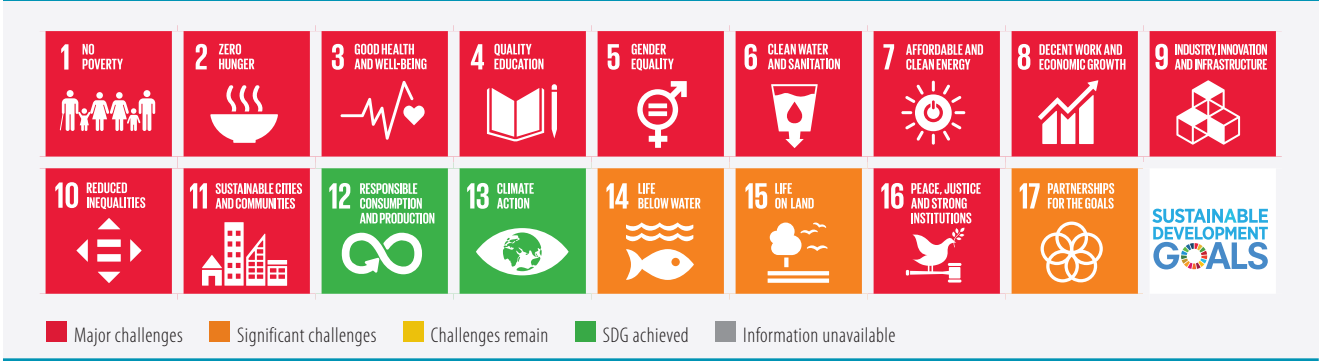 1 NO POVERTY
2 ZERO HUNGER
3 GOOD HEALTH AND WELL-BEING
4 QUALITY EDUCATION
5 GENDER EQUALITY
6 CLEAN WATER AND SANITATION
7 AFFORDABLE AND CLEAN ENERGY
8 DECENT WORK AND ECONOMIC GROWTH
9 INDUSTRY, INNOVATION AND INFRASTRUCTURE
10 REDUCED INEQUALITIES
11 SUSTAINABLE CITIES AND COMMUNITIES
12 RESPONSIBLE CONSUMPTION AND PRODUCTION
13 CLIMATE ACTION
14 LIFE BELOW WATER
15 LIFE ON LAND
16 PEACE, JUSTICE AND STRONG INSTITUTIONS
17 PARTNERSHIPS FOR THE GOALS
SUSTAINABLE
DEVELOPMENT
GOALS
Major challenges
Significant challenges
Challenges remain
SDG achieved
Information unavailable